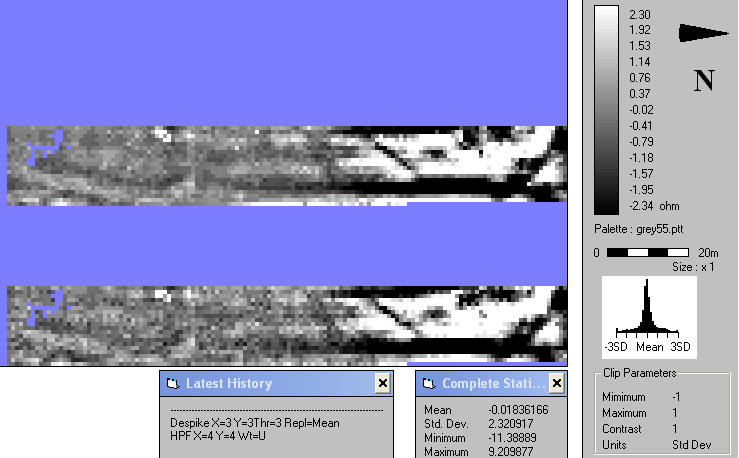 2.30
1.92
1.53
1.14
0.76
0.37
-0.02
-0.41
-0.79
-1.18
-1.57
-1.95
-2.34 ohm
N
Palette : grey55.ptt
0 20m
Size : x 1
-3SD Mean 3SD
Clip Parameters
Minimum -1
Maximum 1
Contrast 1
Units Std Dev
Latest History
Despike X=3 Y=3Thr=3 Repl=Mean
HPF X=4 Y=4 Wt=U
Complete Stati...
Mean -0.01836166
Std. Dev. 2.320917
Minimum -11.38889
Maximum 9.209877